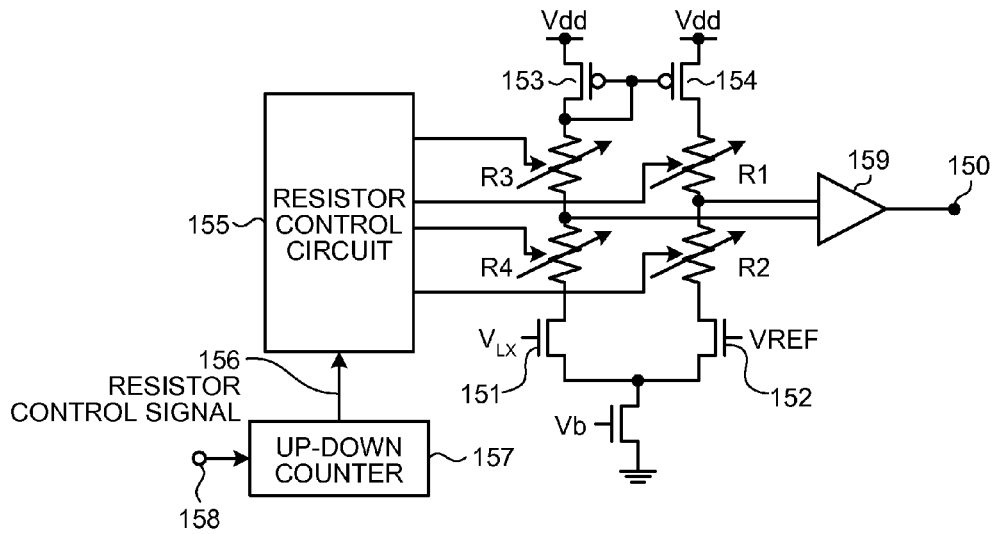 Vdd Vdd
153 154
159
150
R3 R1
155
RESISTOR
CONTROL
CIRCUIT
R4 R2
V_LX VREF
151 152
156
RESISTOR
CONTROL SIGNAL
Vb
UP-DOWN
COUNTER
157
158